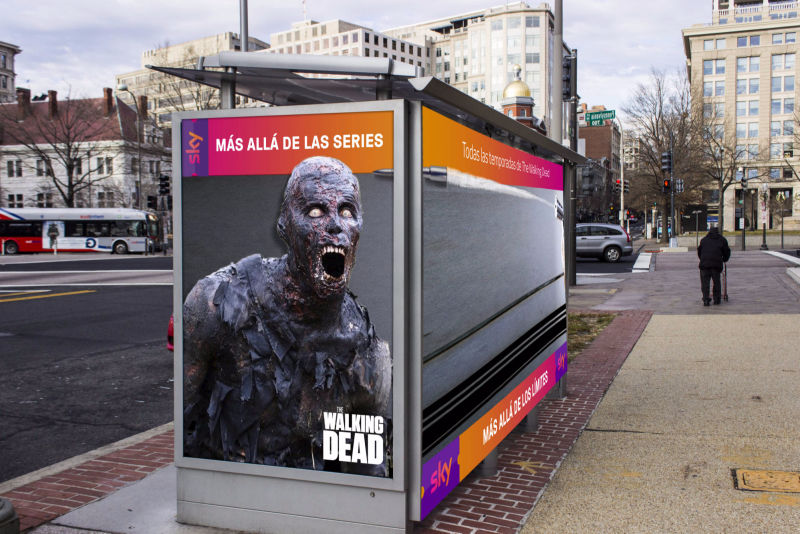 sky
MÁS ALLÁ DE LAS SERIES
Todas las temporadas de The Walking Dead
THE
WALKING
DEAD
sky
MÁS ALLÁ DE LOS LÍMITES
sky